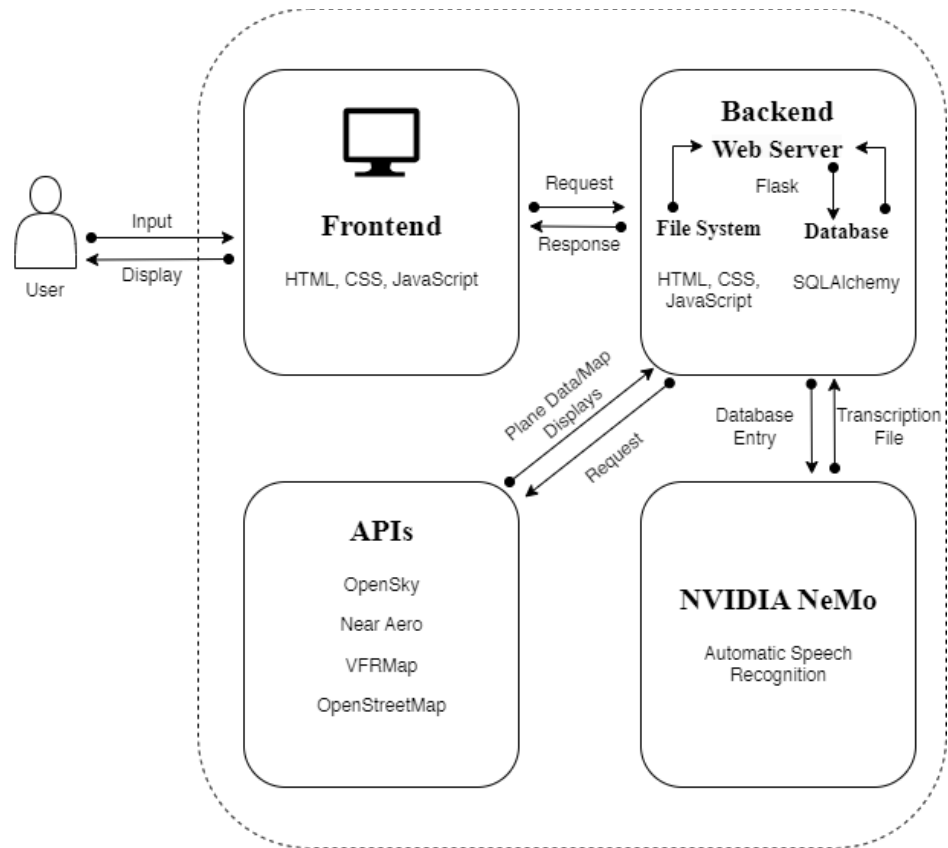 User
Input
Display
Frontend
HTML, CSS, JavaScript
Request
Response
Backend
Web Server
Flask
File System
HTML, CSS,
JavaScript
Database
SQLAlchemy
Plane Data/Map
Displays
Request
Database
Entry
Transcription
File
APIs
OpenSky
Near Aero
VFRMap
OpenStreetMap
NVIDIA NeMo
Automatic Speech
Recognition